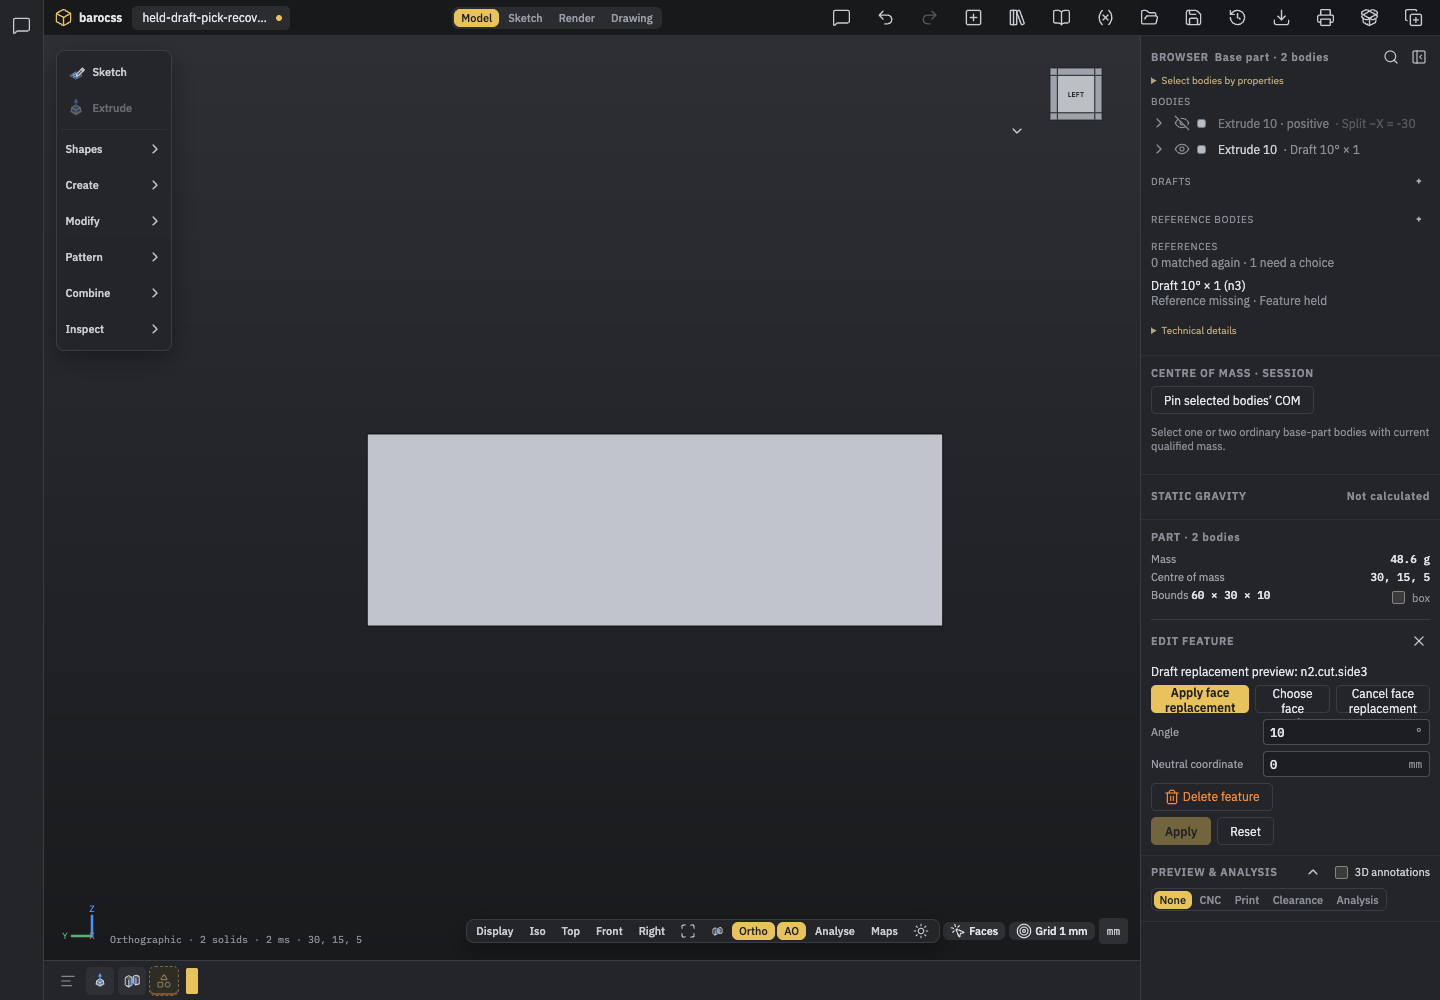 barocss
held-draft-pick-recov...
Model
Sketch
Render
Drawing
Sketch
Extrude
Shapes
Create
Modify
Pattern
Combine
Inspect
LEFT
BROWSER Base part · 2 bodies
Select bodies by properties
BODIES
Extrude 10 · positive · Split −X = -30
Extrude 10 · Draft 10° × 1
DRAFTS
REFERENCE BODIES
REFERENCES
0 matched again · 1 need a choice
Draft 10° × 1 (n3)
Reference missing · Feature held
Technical details
CENTRE OF MASS · SESSION
Pin selected bodies’ COM
Select one or two ordinary base-part bodies with current
qualified mass.
STATIC GRAVITY Not calculated
PART · 2 bodies
Mass 48.6 g
Centre of mass 30, 15, 5
Bounds 60 × 30 × 10 box
EDIT FEATURE
Draft replacement preview: n2.cut.side3
Apply face
replacement
Choose
face
Cancel face
replacement
Angle 10 °
Neutral coordinate 0 mm
Delete feature
Apply Reset
PREVIEW & ANALYSIS 3D annotations
None CNC Print Clearance Analysis
Z
Y
X
Orthographic · 2 solids · 2 ms · 30, 15, 5
Display Iso Top Front Right Ortho AO Analyse Maps Faces Grid 1 mm mm